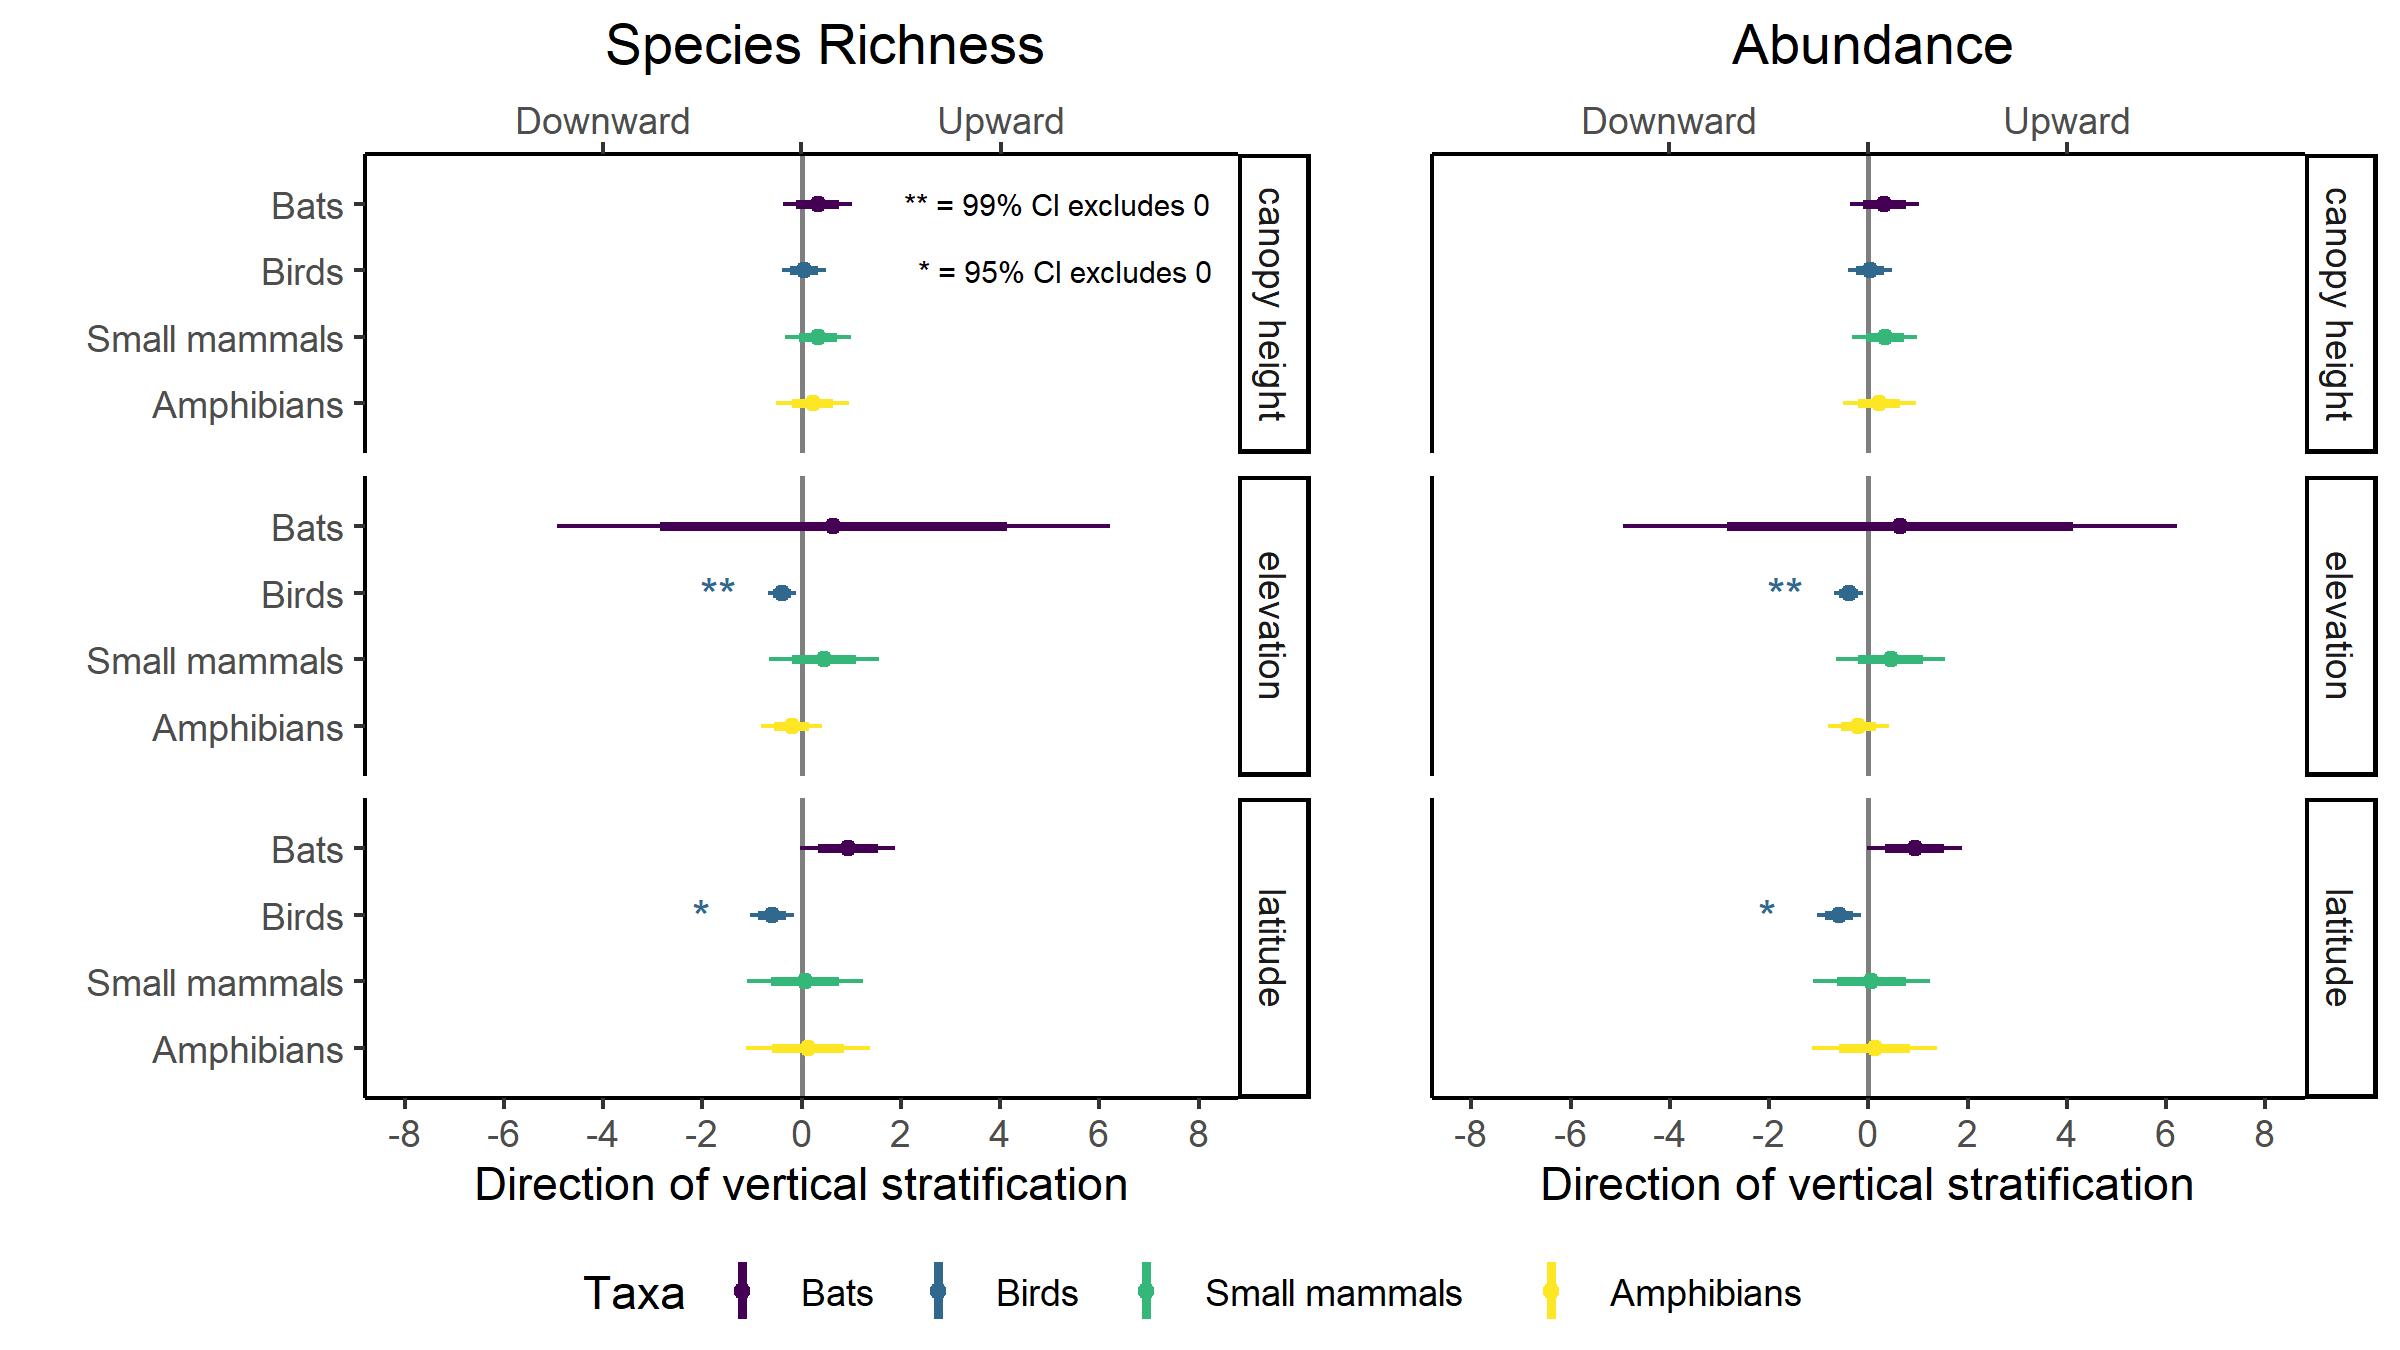 Species Richness
Downward Upward
Bats
** = 99% CI excludes 0
Birds
* = 95% CI excludes 0
Small mammals
Amphibians
canopy height
Bats
Birds
**
Small mammals
Amphibians
elevation
Bats
Birds
*
Small mammals
Amphibians
latitude
-8 -6 -4 -2 0 2 4 6 8
Direction of vertical stratification
Abundance
Downward Upward
canopy height
**
elevation
*
latitude
-8 -6 -4 -2 0 2 4 6 8
Direction of vertical stratification
Taxa Bats Birds Small mammals Amphibians